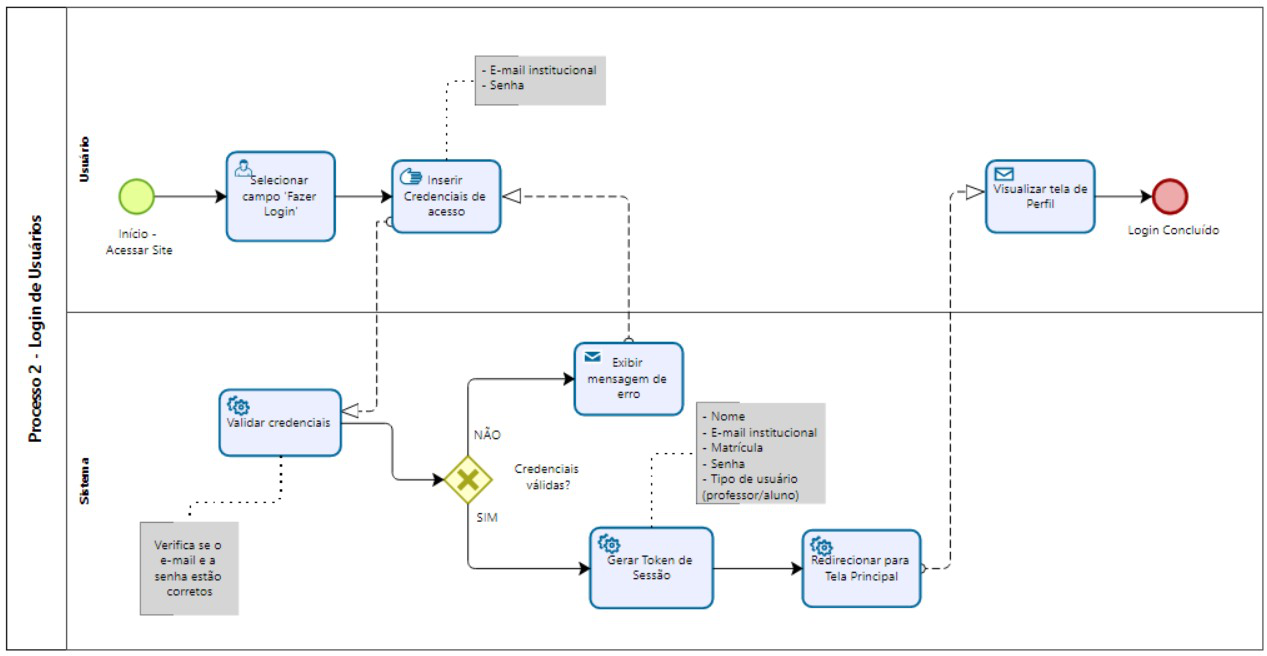 Processo 2 - Login de Usuários
Usuário
Início -
Acessar Site
Selecionar
campo 'Fazer
Login'
- E-mail institucional
- Senha
Inserir
Credenciais de
acesso
Visualizar tela de
Perfil
Login Concluído
Sistema
Validar credenciais
Verifica se o
e-mail e a
senha estão
corretos
NÃO
Credenciais
válidas?
SIM
Exibir
mensagem de
erro
- Nome
- E-mail institucional
- Matrícula
- Senha
- Tipo de usuário
(professor/aluno)
Gerar Token de
Sessão
Redirecionar para
Tela Principal